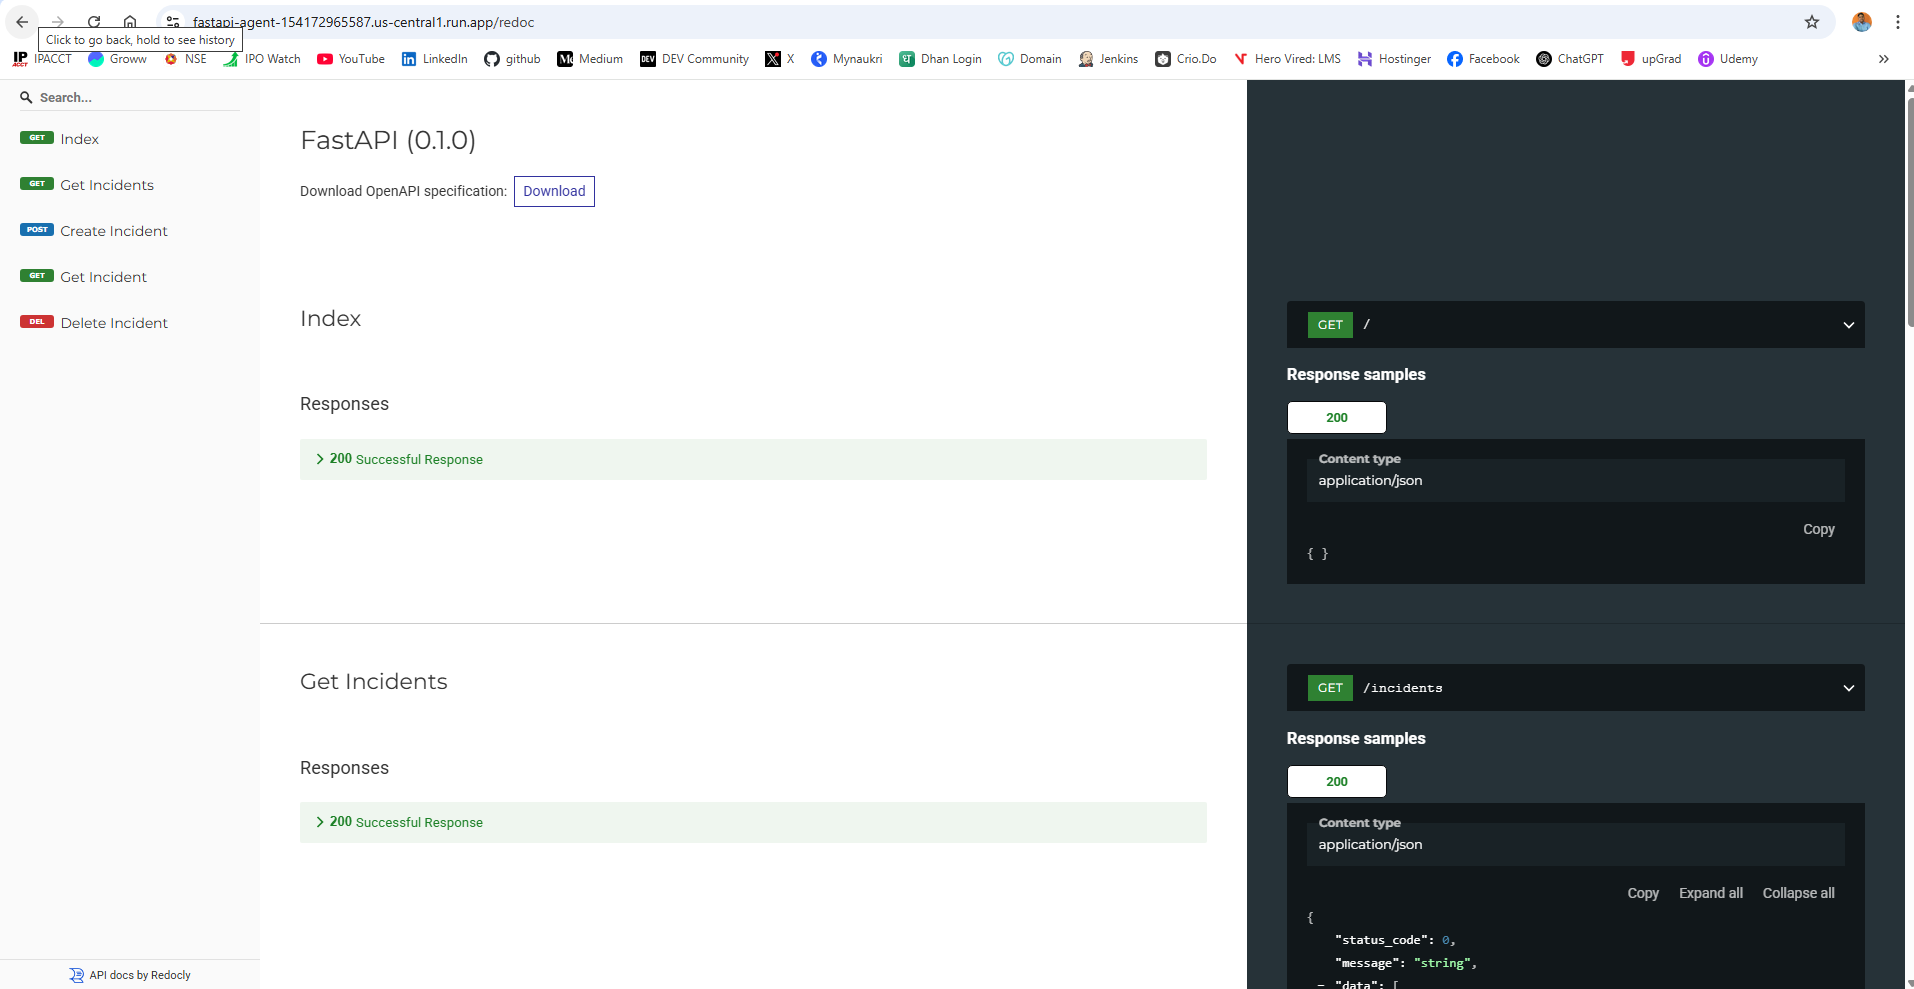 fastapi-agent-154172965587.us-central1.run.app/redoc
Click to go back, hold to see history
IPACCT Groww NSE IPO Watch YouTube LinkedIn github Medium DEV Community X Mynaukri Dhan Login Domain Jenkins Crio.Do Hero Vired: LMS Hostinger Facebook ChatGPT upGrad Udemy
Search...
GET Index
GET Get Incidents
POST Create Incident
GET Get Incident
DEL Delete Incident
API docs by Redocly
FastAPI (0.1.0)
Download OpenAPI specification: Download
Index
Responses
200 Successful Response
GET /
Response samples
200
Content type
application/json
Copy
{ }
Get Incidents
Responses
200 Successful Response
GET /incidents
Response samples
200
Content type
application/json
Copy Expand all Collapse all
{
"status_code": 0,
"message": "string",
- "data": [